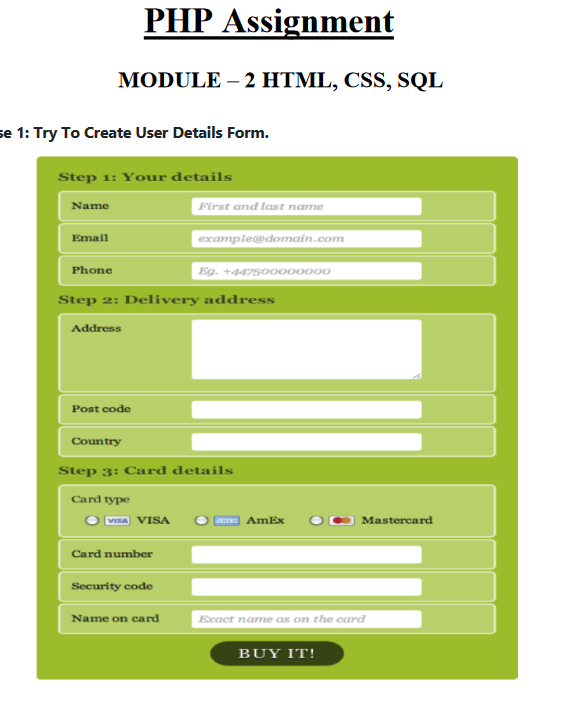 PHP Assignment
MODULE – 2 HTML, CSS, SQL
se 1: Try To Create User Details Form.
Step 1: Your details
Name First and last name
Email example@domain.com
Phone Eg. +447500000000
Step 2: Delivery address
Address
Post code
Country
Step 3: Card details
Card type
VISA VISA AmEx Mastercard
Card number
Security code
Name on card Exact name as on the card
BUY IT!